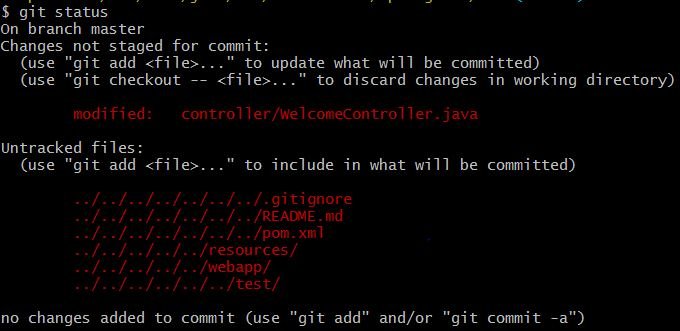 $ git status
On branch master
Changes not staged for commit:
  (use "git add <file>..." to update what will be committed)
  (use "git checkout -- <file>..." to discard changes in working directory)
        modified:   controller/WelcomeController.java
Untracked files:
  (use "git add <file>..." to include in what will be committed)
        ../../../../../../../.gitignore
        ../../../../../../../README.md
        ../../../../../../../pom.xml
        ../../../../../resources/
        ../../../../../webapp/
        ../../../../../../test/
no changes added to commit (use "git add" and/or "git commit -a")